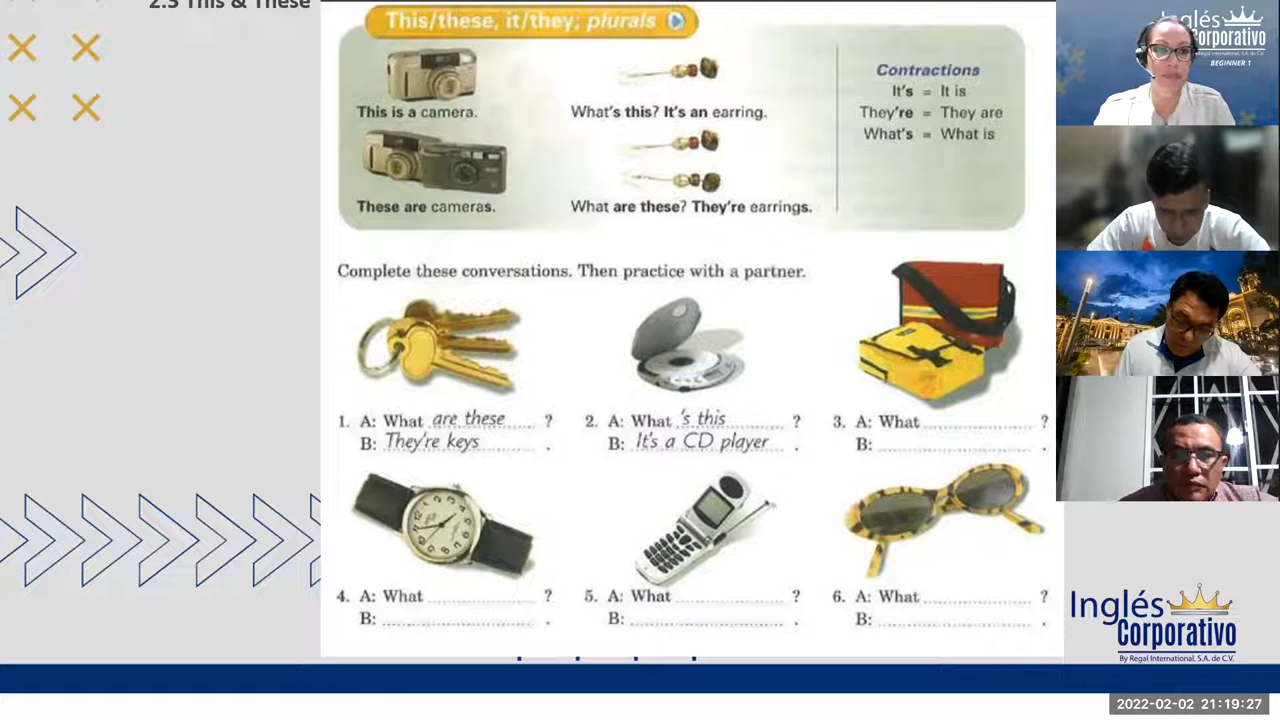 2.3 This & These
This/these, it/they; plurals
This is a camera.
What's this? It's an earring.
These are cameras.
What are these? They're earrings.
Contractions
It's = It is
They're = They are
What's = What is
Complete these conversations. Then practice with a partner.
1. A: What are these ?
B: They're keys .
2. A: What 's this ?
B: It's a CD player .
3. A: What ?
B: .
4. A: What ?
B: .
5. A: What ?
B: .
6. A: What ?
B: .
Inglés
Corporativo
By Regal International, S.A. de C.V.
BEGINNER 1
Inglés
Corporativo
By Regal International, S.A. de C.V.
2022-02-02 21:19:27